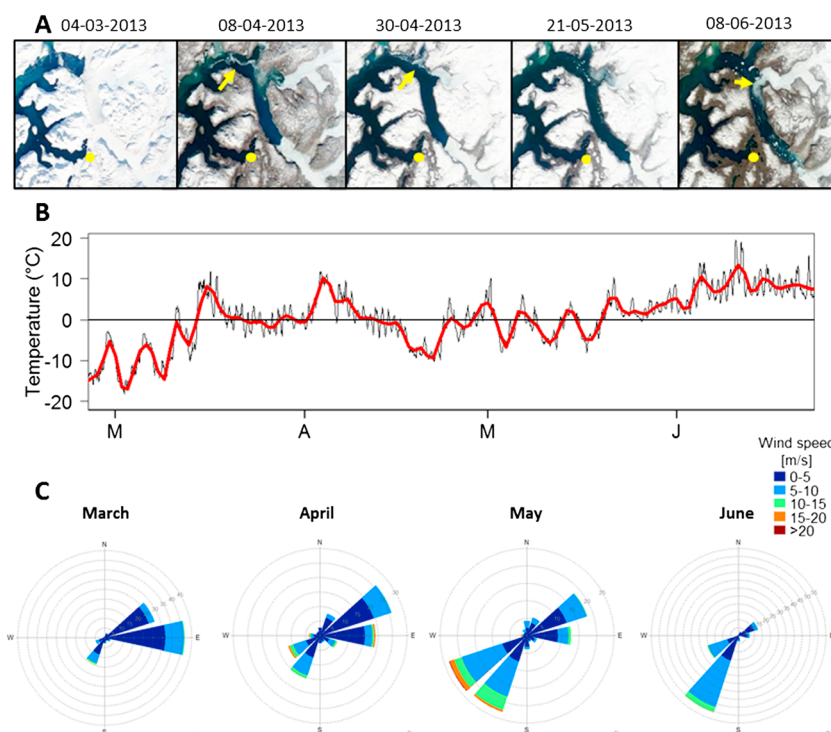 A
04-03-2013 08-04-2013 30-04-2013 21-05-2013 08-06-2013
B
Temperature (°C)
20
10
0
-10
-20
M A M J
Wind speed
[m/s]
0-5
5-10
10-15
15-20
>20
C
March April May June
N N N N
W E W E W E W E
S S S